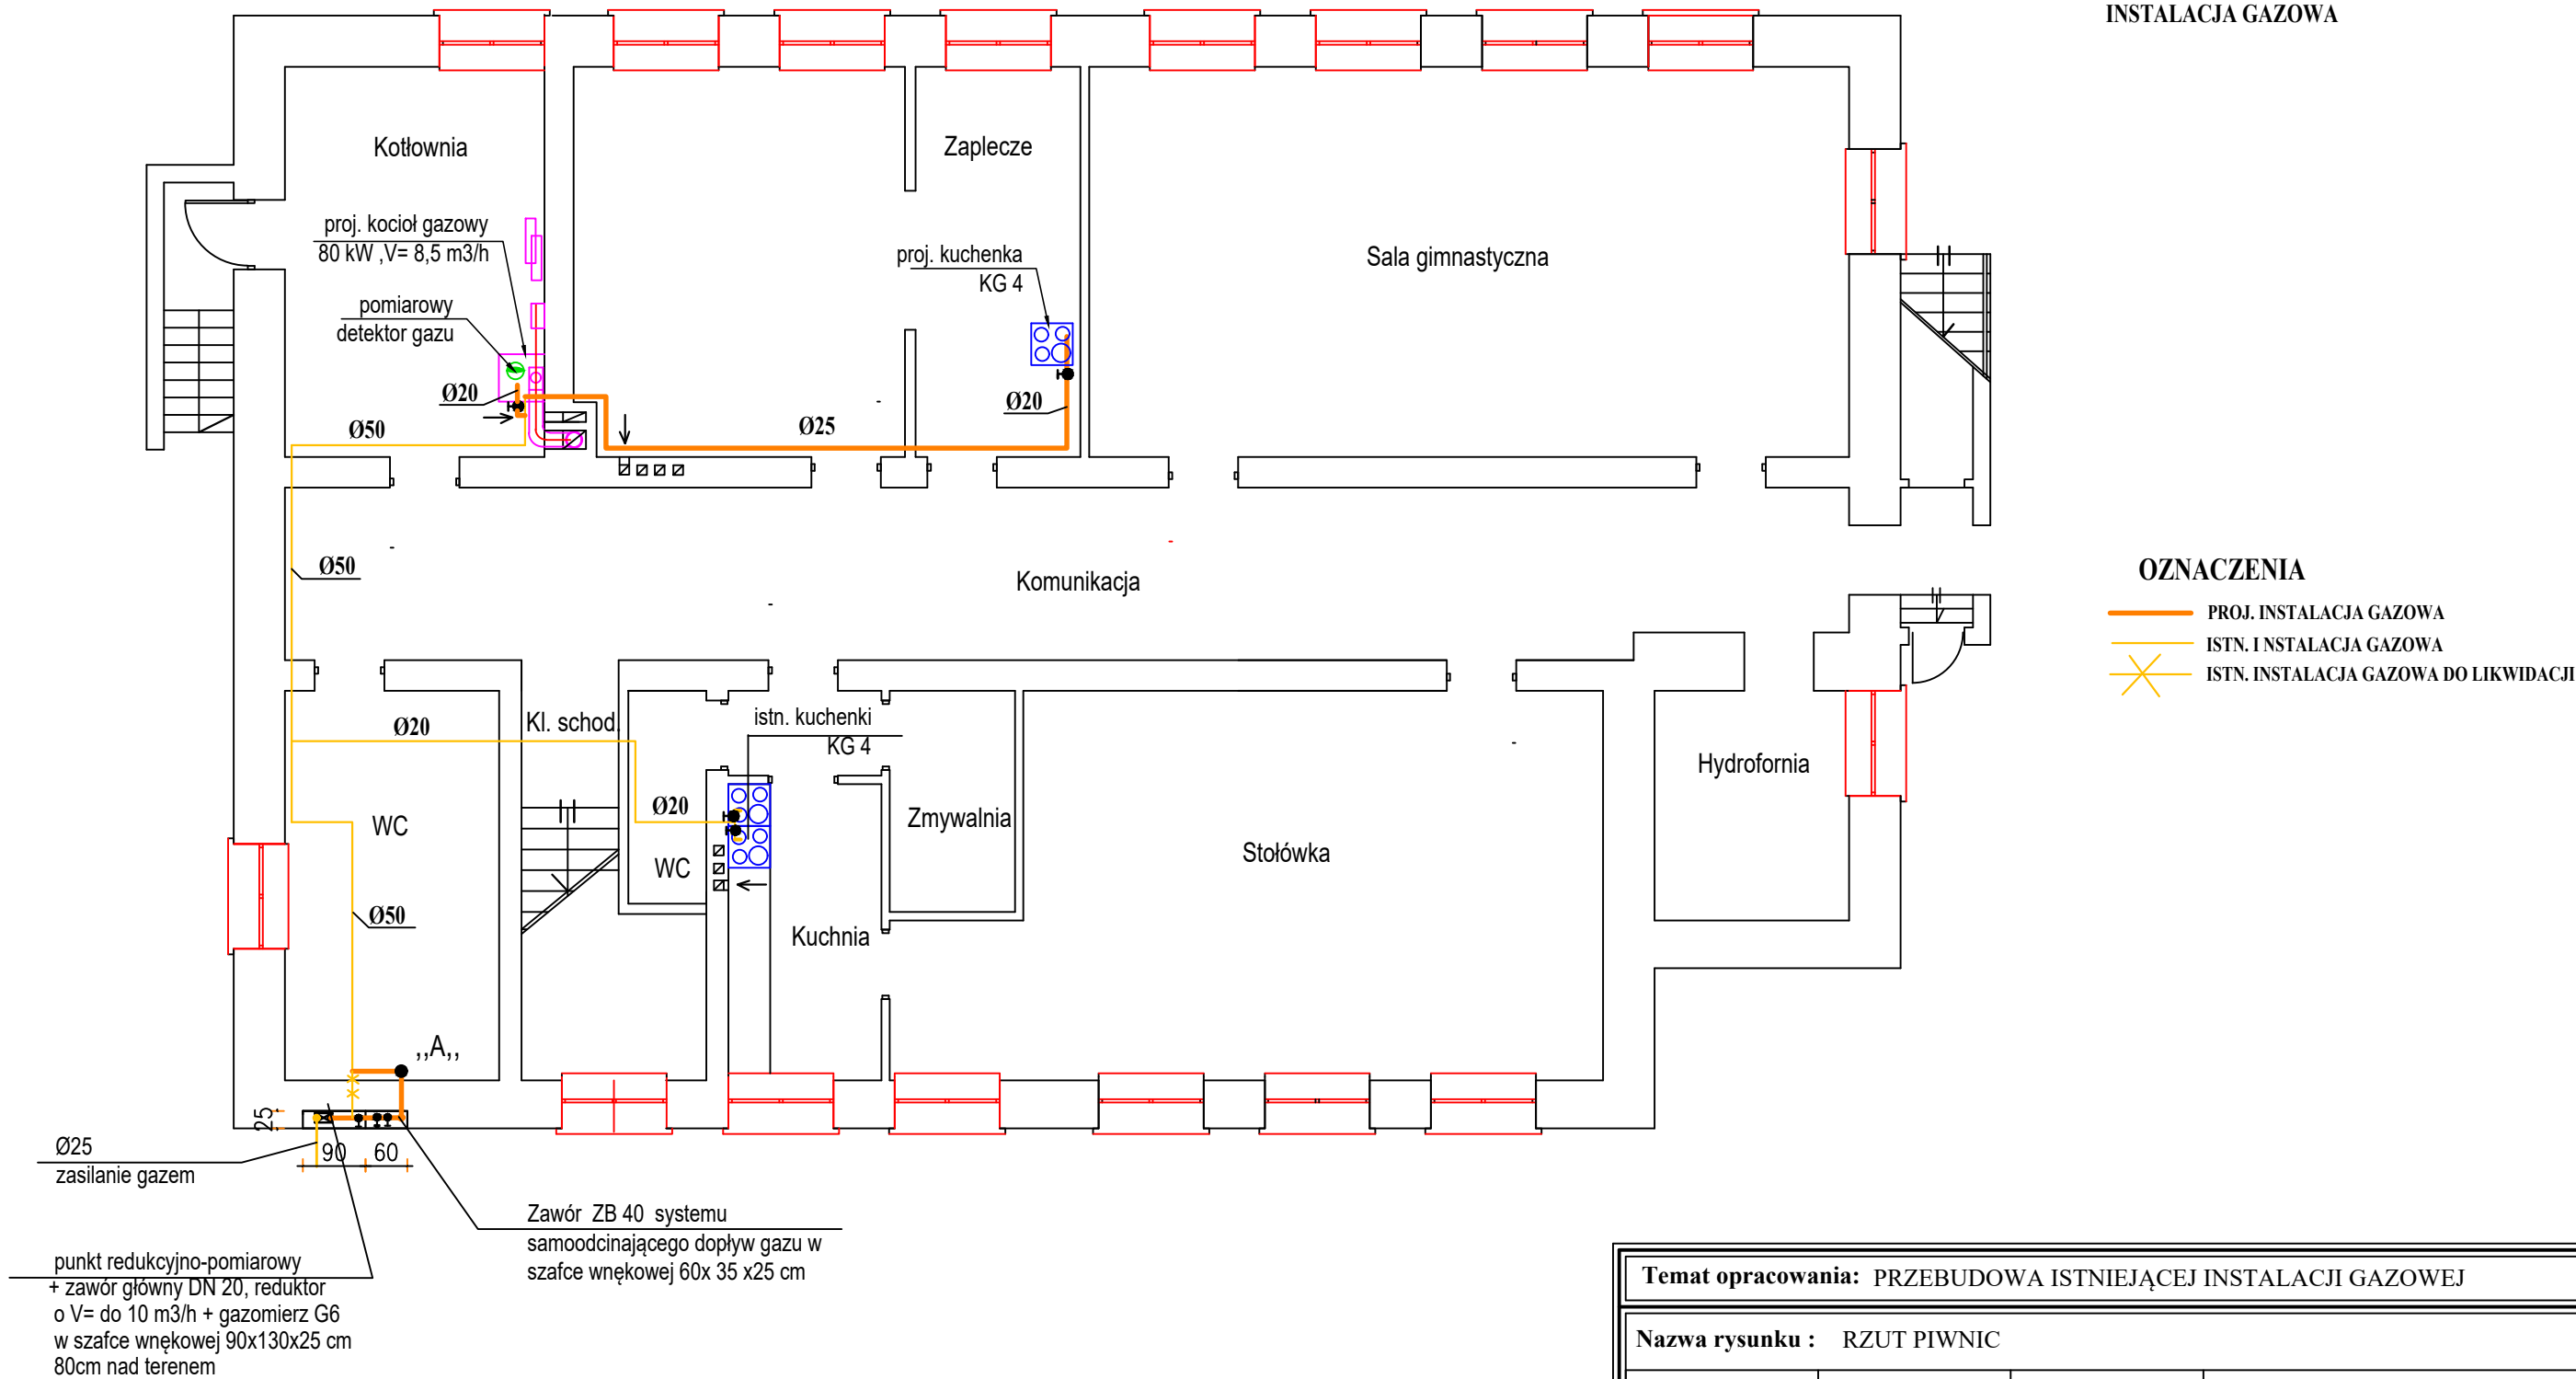 INSTALACJA GAZOWA
Kotłownia
Zaplecze
proj. kocioł gazowy
80 kW ,V= 8,5 m3/h
proj. kuchenka
KG 4
Sala gimnastyczna
pomiarowy
detektor gazu
Ø20
Ø20
Ø50
Ø25
Ø50
Komunikacja
OZNACZENIA
PROJ. INSTALACJA GAZOWA
ISTN. I NSTALACJA GAZOWA
ISTN. INSTALACJA GAZOWA DO LIKWIDACJI
Ø20
Kl. schod.
istn. kuchenki
KG 4
Hydrofornia
WC
Ø20
Zmywalnia
WC
Stołówka
Ø50
Kuchnia
,,A,,
25
90
60
Ø25
zasilanie gazem
Zawór ZB 40 systemu
samoodcinającego dopływ gazu w
szafce wnękowej 60x 35 x25 cm
punkt redukcyjno-pomiarowy
+ zawór główny DN 20, reduktor
o V= do 10 m3/h + gazomierz G6
w szafce wnękowej 90x130x25 cm
80cm nad terenem
Temat opracowania: PRZEBUDOWA ISTNIEJĄCEJ INSTALACJI GAZOWEJ
Nazwa rysunku : RZUT PIWNIC